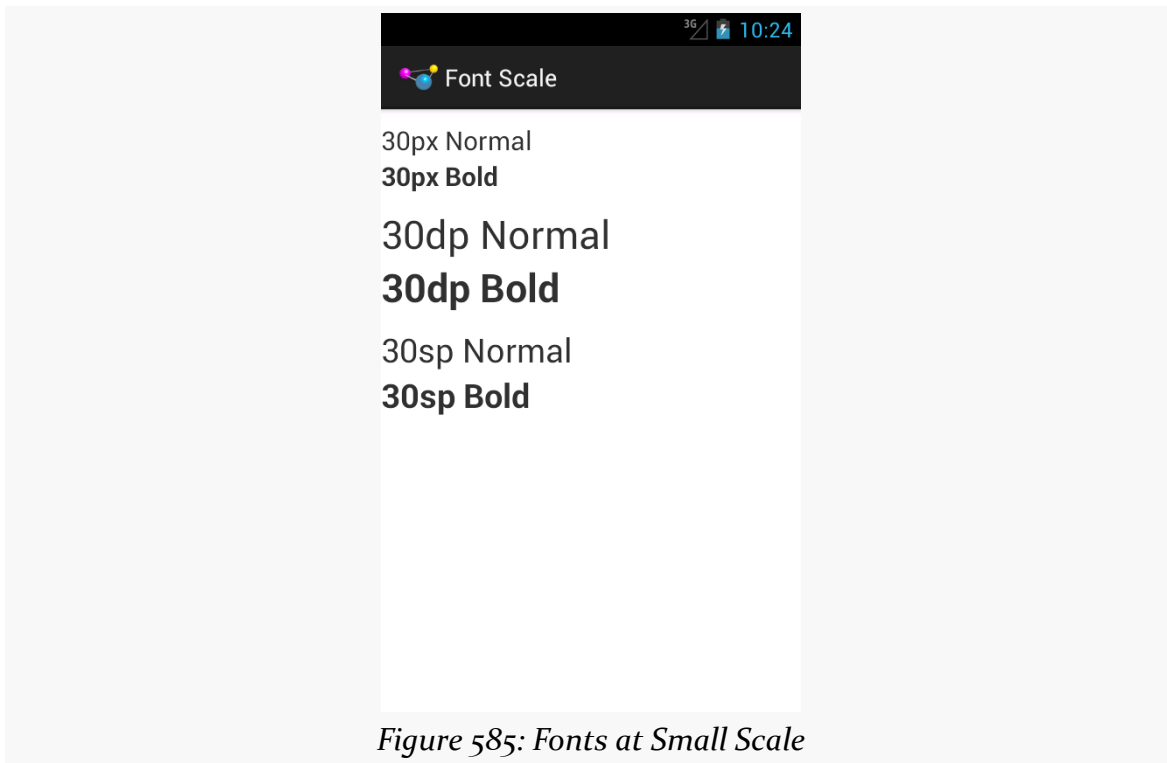 3G 10:24
Font Scale
30px Normal
30px Bold
30dp Normal
30dp Bold
30sp Normal
30sp Bold
Figure 585: Fonts at Small Scale